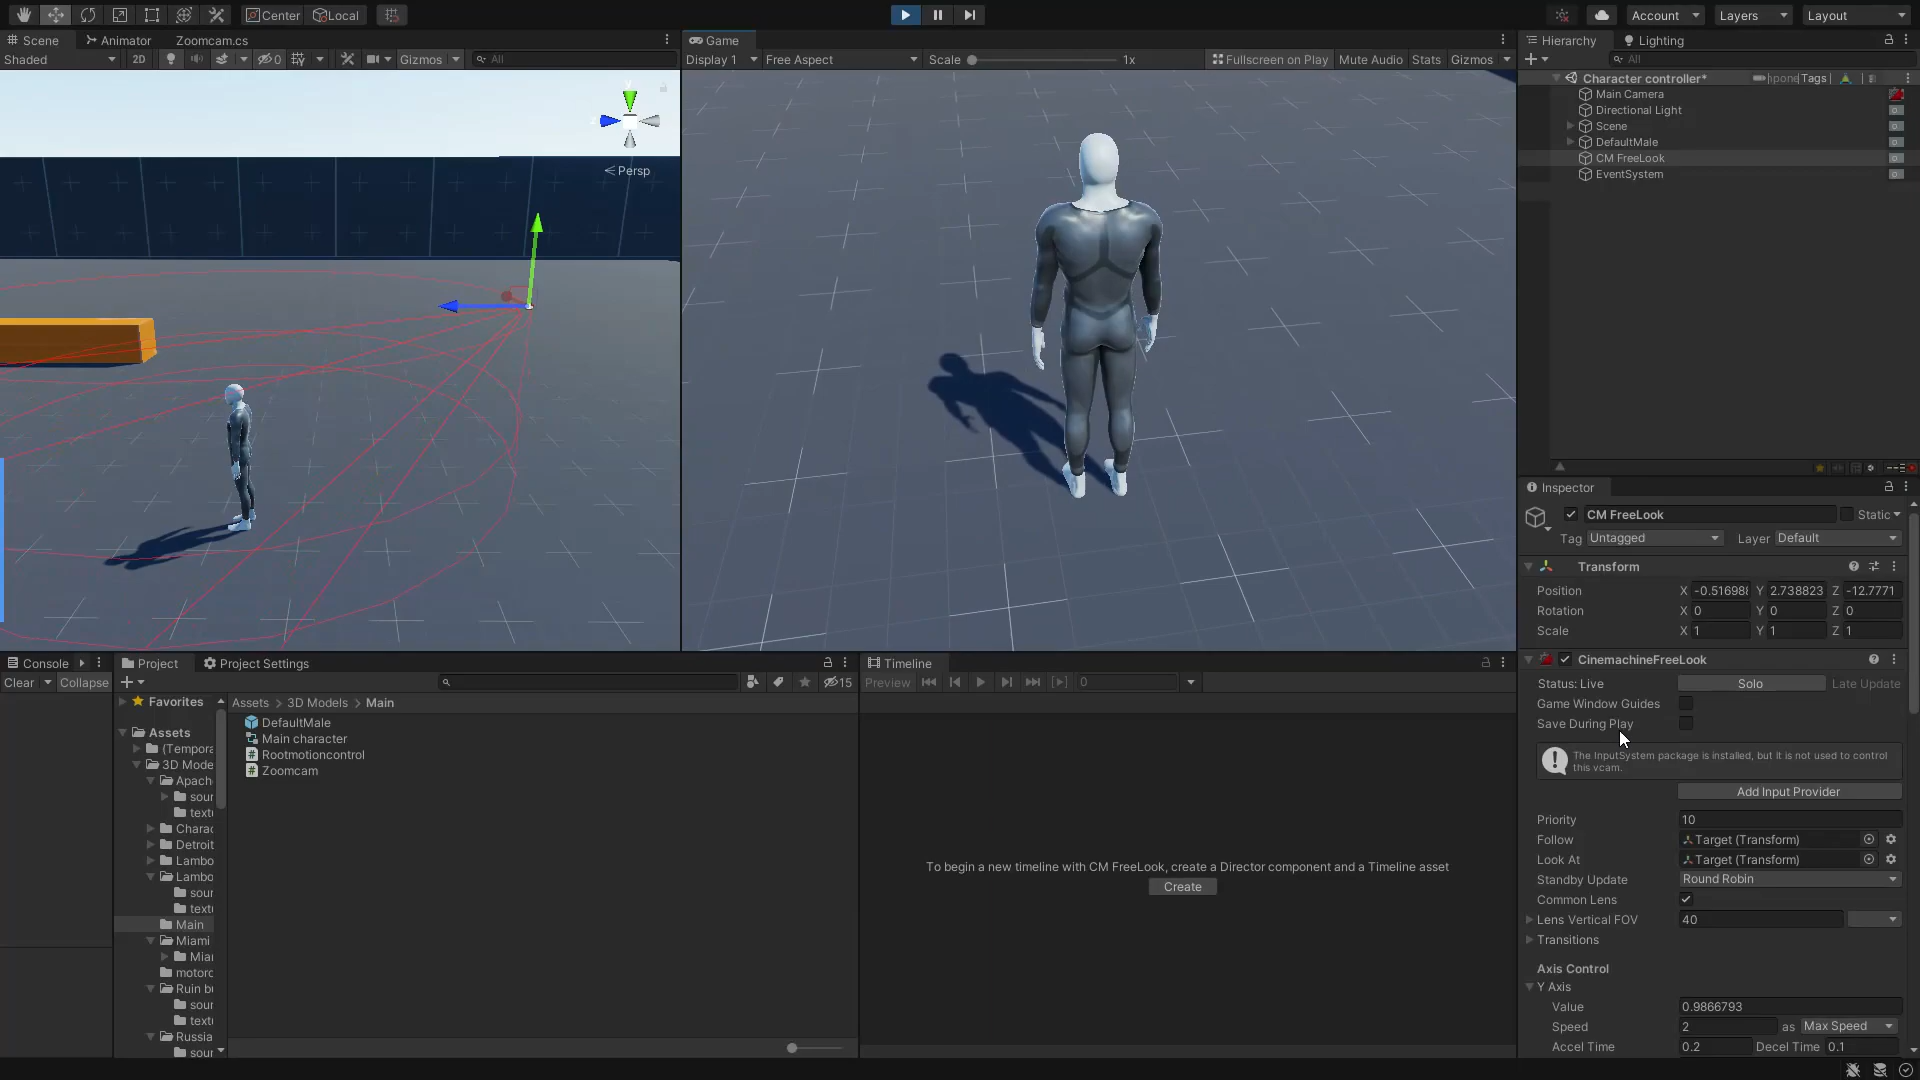 Center
Local
Account
Layers
Layout
Scene
Animator
Zoomcam.cs
Shaded
2D
0
Gizmos
All
Persp
Game
Display 1
Free Aspect
Scale
1x
Fullscreen on Play
Mute Audio
Stats
Gizmos
Hierarchy
Lighting
All
Character controller*
Tags
Main Camera
Directional Light
Scene
DefaultMale
CM FreeLook
EventSystem
Inspector
CM FreeLook
Static
Tag
Untagged
Layer
Default
Transform
Position
X
-0.516988
Y
2.738823
Z
-12.7771
Rotation
X
0
Y
0
Z
0
Scale
X
1
Y
1
Z
1
CinemachineFreeLook
Status: Live
Solo
Late Update
Game Window Guides
Save During Play
The InputSystem package is installed, but it is not used to control
this vcam.
Add Input Provider
Priority
10
Follow
Target (Transform)
Look At
Target (Transform)
Standby Update
Round Robin
Common Lens
Lens Vertical FOV
40
Transitions
Axis Control
Y Axis
Value
0.9866793
Speed
2
as
Max Speed
Accel Time
0.2
Decel Time
0.1
Console
Clear
Collapse
Project
Project Settings
15
Favorites
Assets
(Tempora
3D Mode
Apach
sour
textu
Charac
Detroit
Lambo
Lambo
sour
textu
Main
Miami
Miar
motorc
Ruin b
sour
textu
Russia
sour
Assets > 3D Models > Main
DefaultMale
Main character
Rootmotioncontrol
Zoomcam
Timeline
Preview
0
To begin a new timeline with CM FreeLook, create a Director component and a Timeline asset
Create